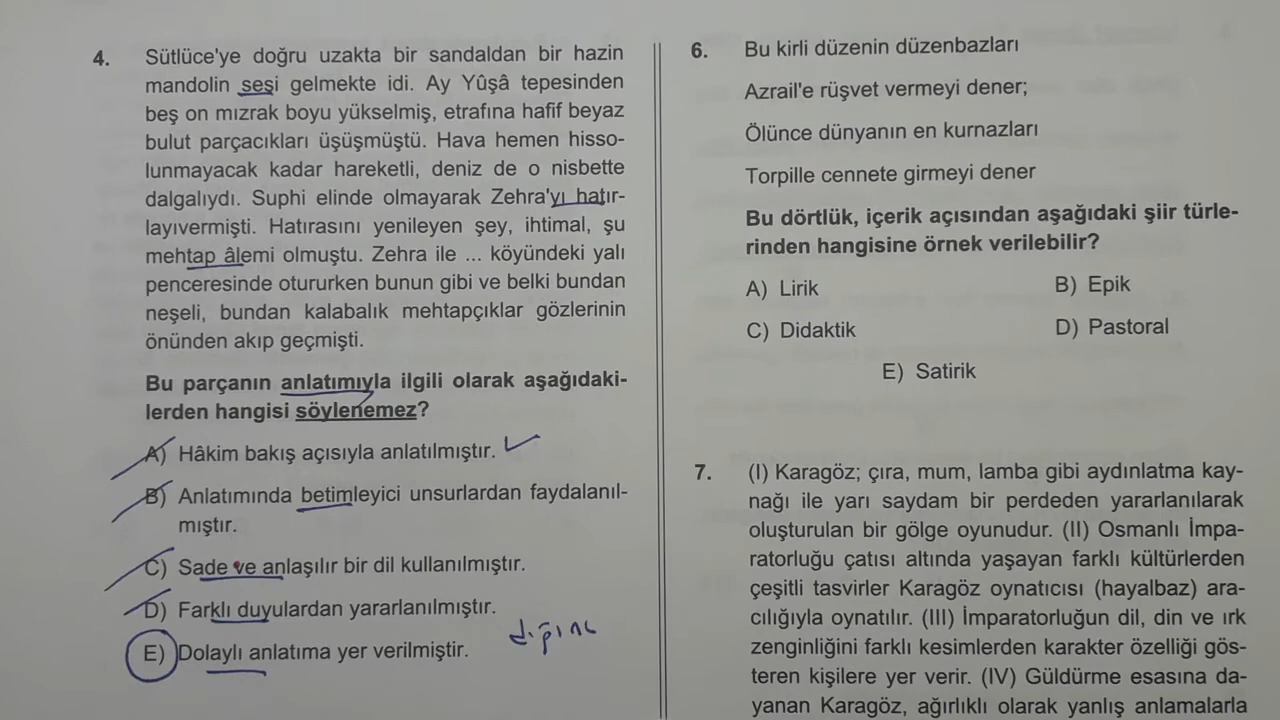 4. Sütlüce'ye doğru uzakta bir sandaldan bir hazin
mandolin sesi gelmekte idi. Ay Yûşâ tepesinden
beş on mızrak boyu yükselmiş, etrafına hafif beyaz
bulut parçacıkları üşüşmüştü. Hava hemen hisso-
lunmayacak kadar hareketli, deniz de o nisbette
dalgalıydı. Suphi elinde olmayarak Zehra'yı hatır-
layıvermişti. Hatırasını yenileyen şey, ihtimal, şu
mehtap âlemi olmuştu. Zehra ile ... köyündeki yalı
penceresinde otururken bunun gibi ve belki bundan
neşeli, bundan kalabalık mehtapçıklar gözlerinin
önünden akıp geçmişti.
Bu parçanın anlatımıyla ilgili olarak aşağıdaki-
lerden hangisi söylenemez?
A) Hâkim bakış açısıyla anlatılmıştır.
B) Anlatımında betimleyici unsurlardan faydalanıl-
mıştır.
C) Sade ve anlaşılır bir dil kullanılmıştır.
D) Farklı duyulardan yararlanılmıştır.
E) Dolaylı anlatıma yer verilmiştir.
6. Bu kirli düzenin düzenbazları
Azrail'e rüşvet vermeyi dener;
Ölünce dünyanın en kurnazları
Torpille cennete girmeyi dener
Bu dörtlük, içerik açısından aşağıdaki şiir türle-
rinden hangisine örnek verilebilir?
A) Lirik B) Epik
C) Didaktik D) Pastoral
E) Satirik
7. (I) Karagöz; çıra, mum, lamba gibi aydınlatma kay-
nağı ile yarı saydam bir perdeden yararlanılarak
oluşturulan bir gölge oyunudur. (II) Osmanlı İmpa-
ratorluğu çatısı altında yaşayan farklı kültürlerden
çeşitli tasvirler Karagöz oynatıcısı (hayalbaz) ara-
cılığıyla oynatılır. (III) İmparatorluğun dil, din ve ırk
zenginliğini farklı kesimlerden karakter özelliği gös-
teren kişilere yer verir. (IV) Güldürme esasına da-
yanan Karagöz, ağırlıklı olarak yanlış anlamalarla